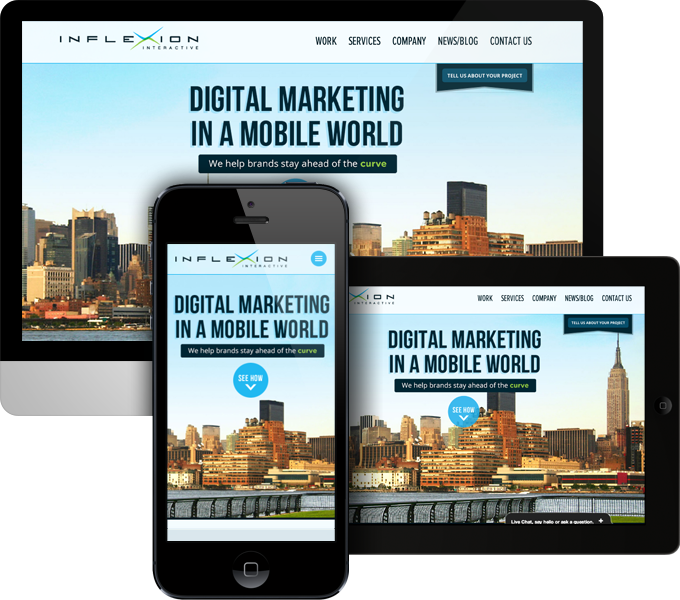 INFLEXION
INTERACTIVE
WORK SERVICES COMPANY NEWS/BLOG CONTACT US
TELL US ABOUT YOUR PROJECT
DIGITAL MARKETING
IN A MOBILE WORLD
We help brands stay ahead of the curve
INFLEXION
INTERACTIVE
DIGITAL MARKETING
IN A MOBILE WORLD
We help brands stay ahead of the curve
SEE HOW
XION
INTERACTIVE
WORK SERVICES COMPANY NEWS/BLOG CONTACT US
TELL US ABOUT YOUR PROJECT
DIGITAL MARKETING
IN A MOBILE WORLD
We help brands stay ahead of the curve
SEE HOW
Live Chat, say hello or ask a question. +